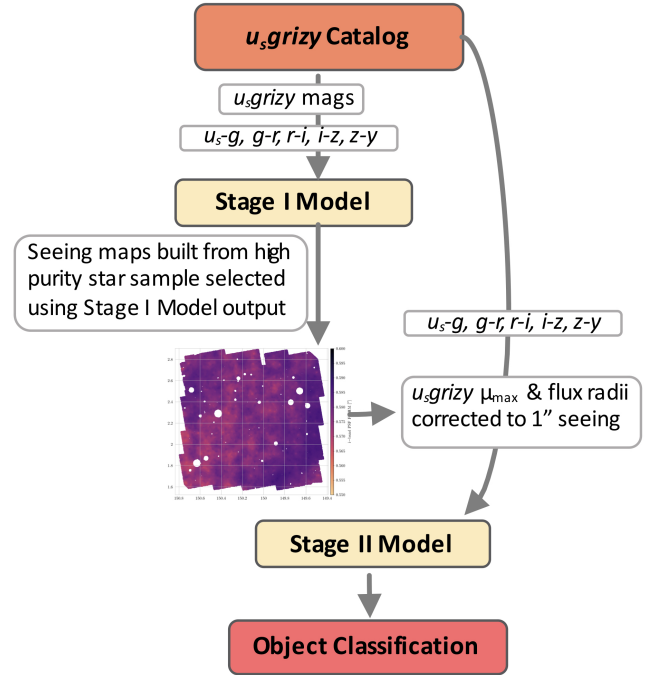 uₛgrizy Catalog
uₛgrizy mags
uₛ-g, g-r, r-i, i-z, z-y
Stage I Model
Seeing maps built from high
purity star sample selected
using Stage I Model output
uₛ-g, g-r, r-i, i-z, z-y
uₛgrizy μmax & flux radii
corrected to 1” seeing
Stage II Model
Object Classification